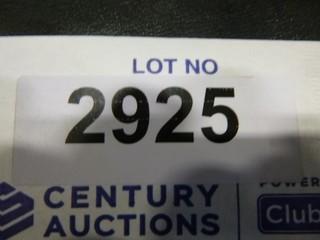 LOT NO
2925
CENTURY
AUCTIONS
POWER
Club